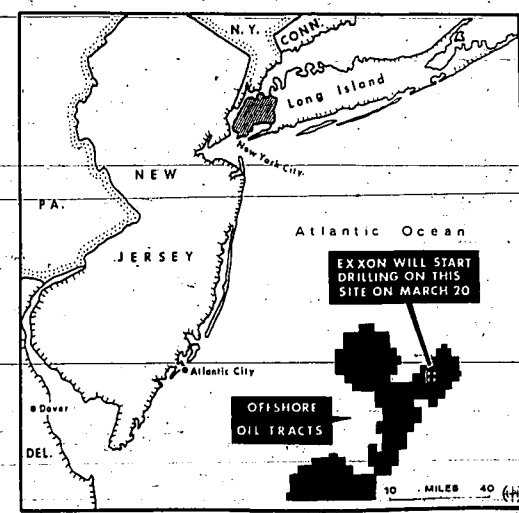 N.Y.
CONN.
Long Island
New York City
NEW
PA.
Atlantic Ocean
JERSEY
EXXON WILL START
DRILLING ON THIS
SITE ON MARCH 20
Atlantic City
OFFSHORE
OIL TRACTS
Dover
DEL.
10 MILES 40